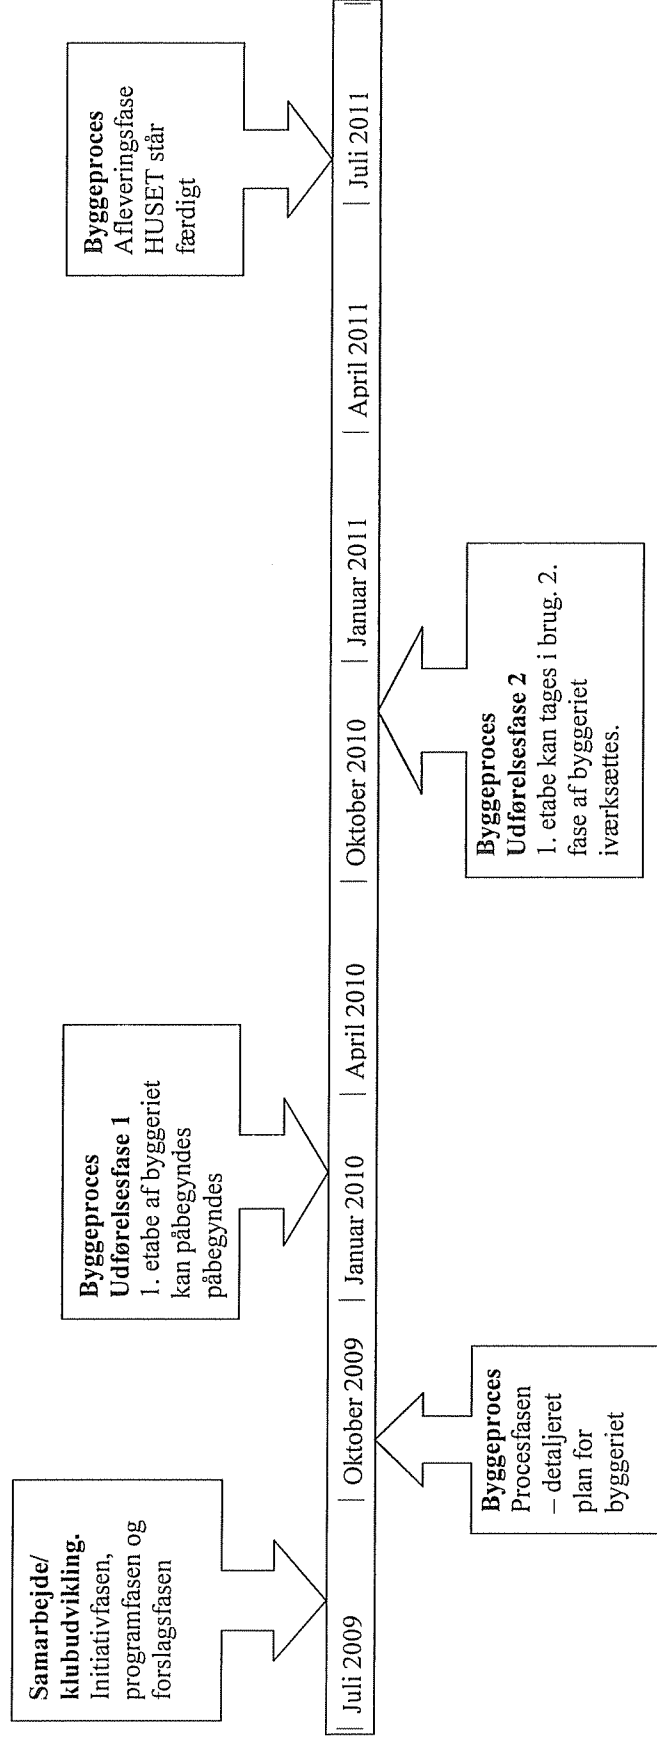 Samarbejde/
klubudvikling.
Initiativfasen,
programfasen og
forslagsfasen
Byggeproces
Udførelsesfase 1
1. etabe af byggeriet
kan påbegyndes
påbegyndes
Byggeproces
Afleveringsfase
HUSET står
færdigt
Juli 2009 | Oktober 2009 | Januar 2010 | April 2010 | Oktober 2010 | Januar 2011 | April 2011 | Juli 2011
Byggeproces
Procesfasen
– detaljeret
plan for
byggeriet
Byggeproces
Udførelsesfase 2
1. etabe kan tages i brug. 2.
fase af byggeriet
iværksættes.